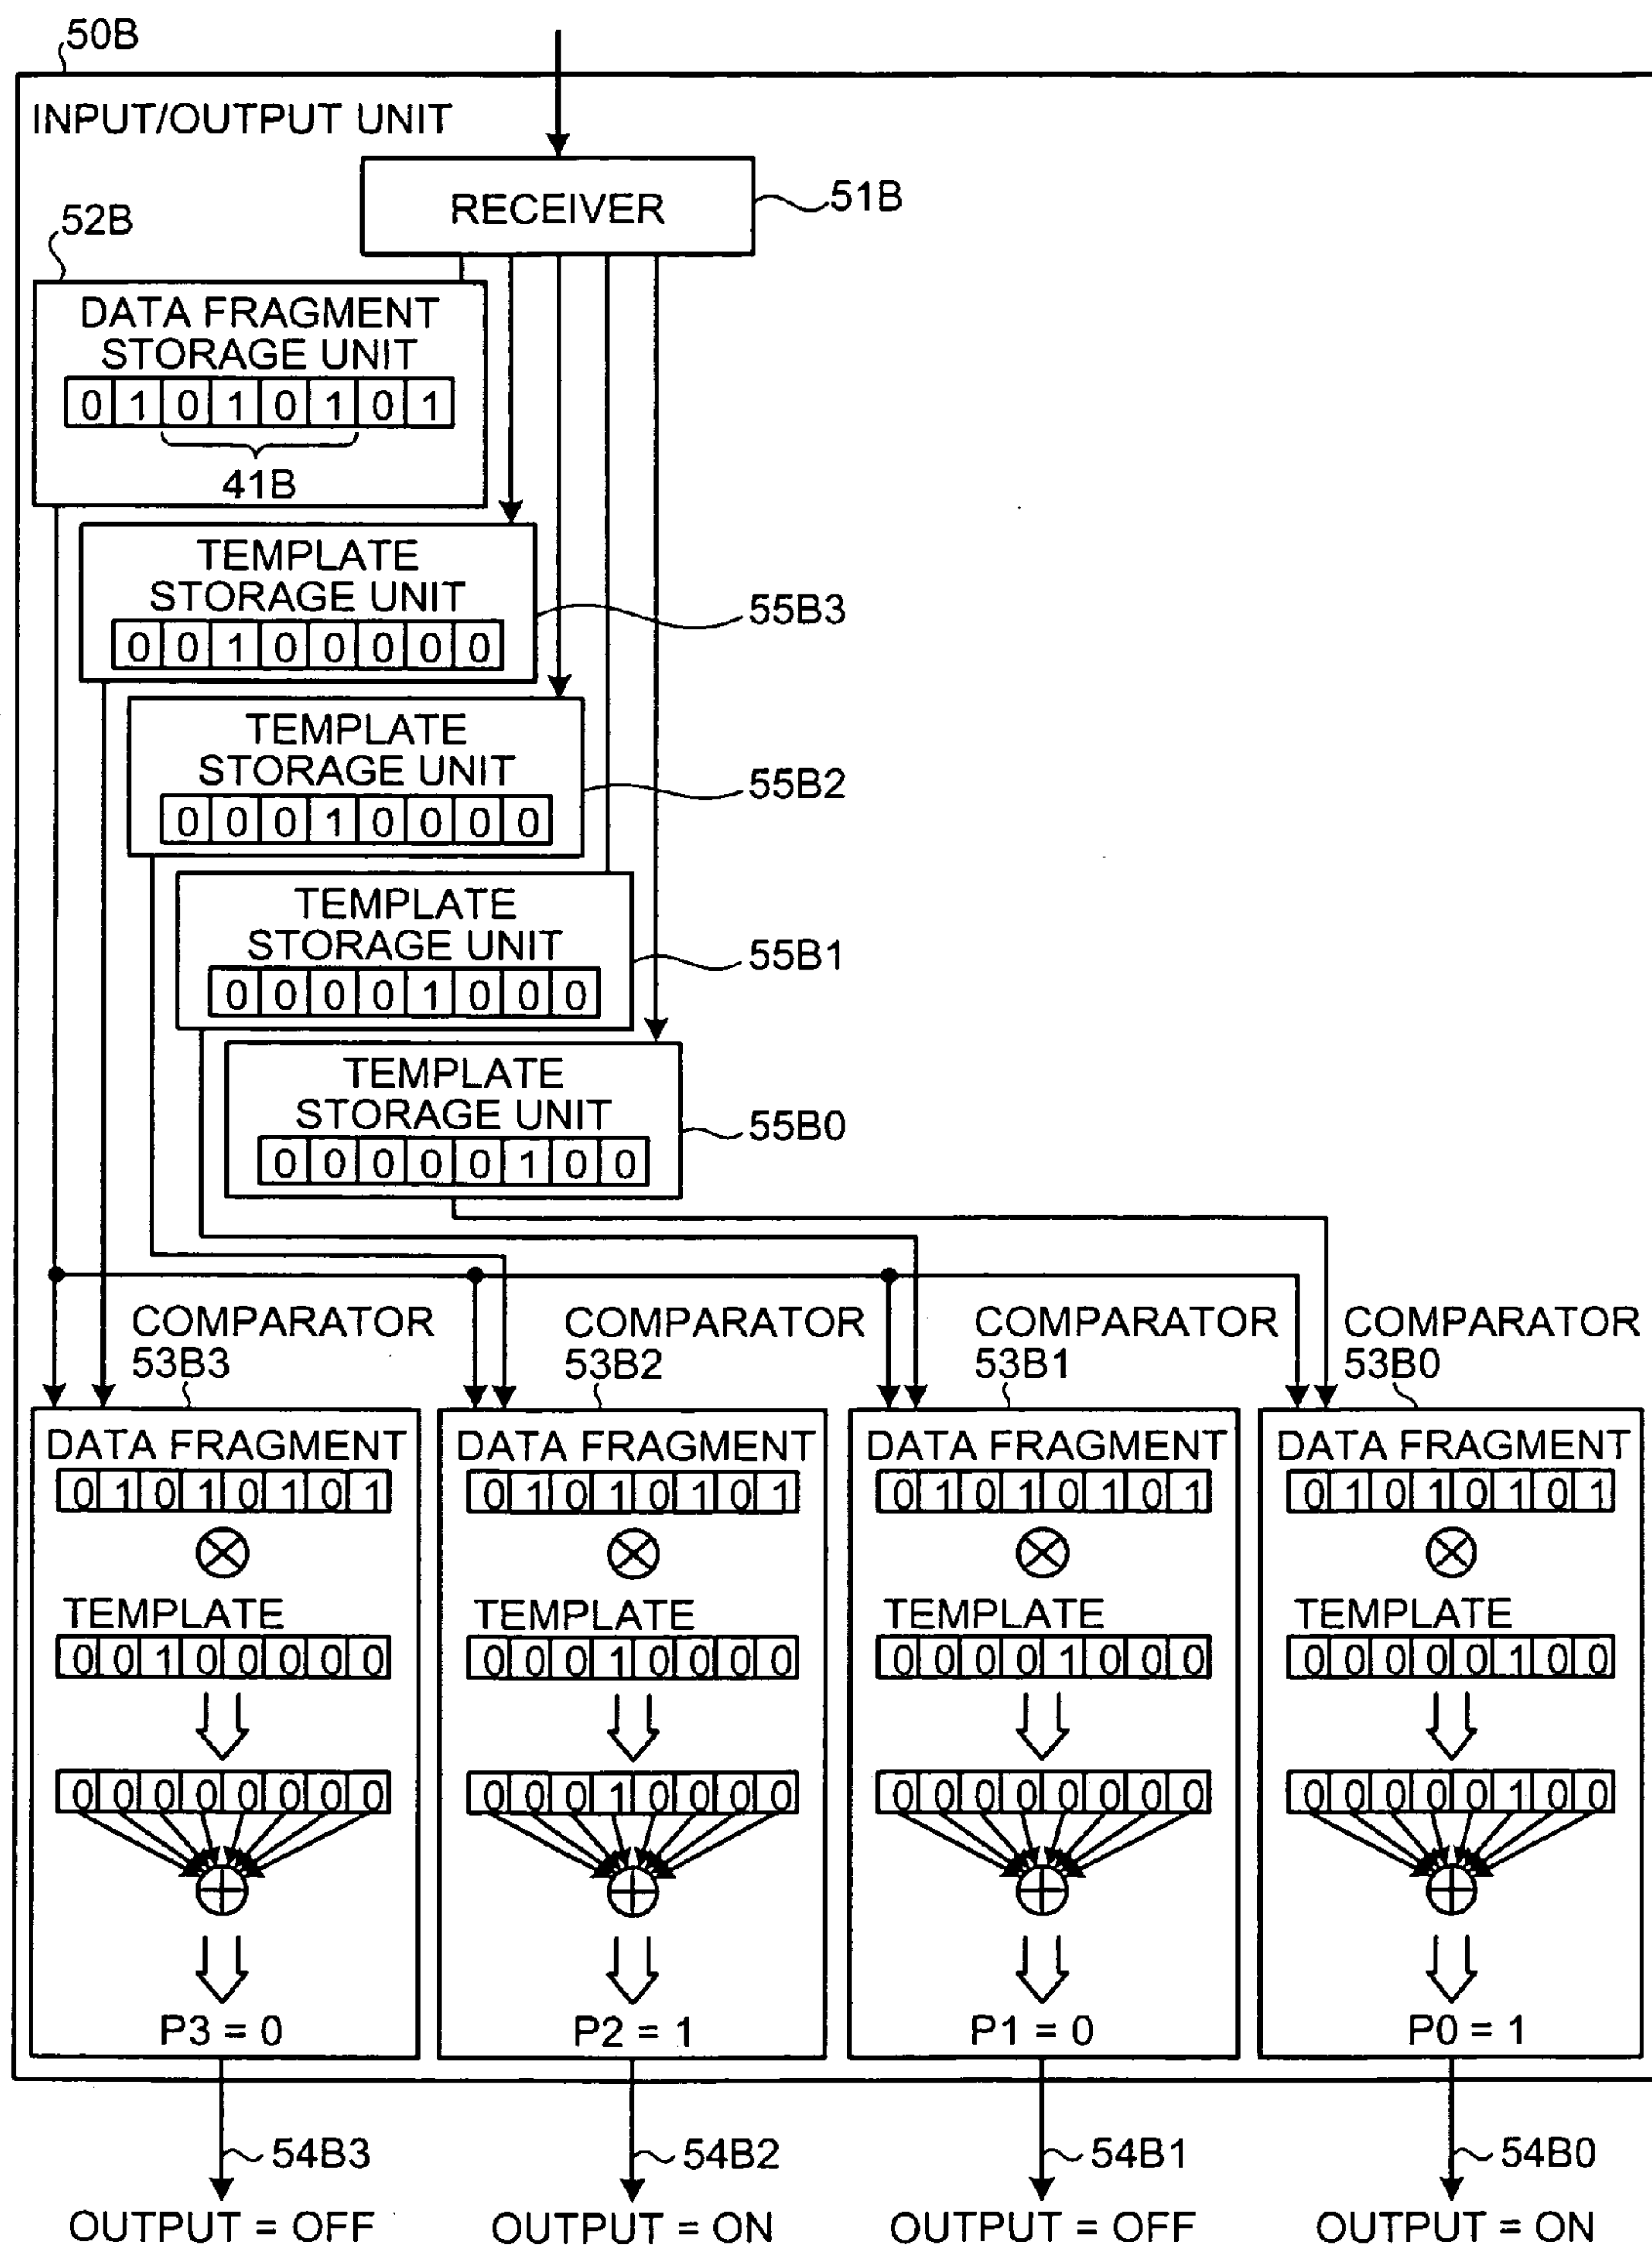 50B
INPUT/OUTPUT UNIT
RECEIVER
51B
52B
DATA FRAGMENT
STORAGE UNIT
0 1 0 1 0 1 0 1
41B
TEMPLATE
STORAGE UNIT
0 0 1 0 0 0 0 0
55B3
TEMPLATE
STORAGE UNIT
0 0 0 1 0 0 0 0
55B2
TEMPLATE
STORAGE UNIT
0 0 0 0 1 0 0 0
55B1
TEMPLATE
STORAGE UNIT
0 0 0 0 0 1 0 0
55B0
COMPARATOR
53B3
DATA FRAGMENT
0 1 0 1 0 1 0 1
TEMPLATE
0 0 1 0 0 0 0 0
0 0 0 0 0 0 0 0
P3 = 0
54B3
OUTPUT = OFF
COMPARATOR
53B2
DATA FRAGMENT
0 1 0 1 0 1 0 1
TEMPLATE
0 0 0 1 0 0 0 0
0 0 0 1 0 0 0 0
P2 = 1
54B2
OUTPUT = ON
COMPARATOR
53B1
DATA FRAGMENT
0 1 0 1 0 1 0 1
TEMPLATE
0 0 0 0 1 0 0 0
0 0 0 0 0 0 0 0
P1 = 0
54B1
OUTPUT = OFF
COMPARATOR
53B0
DATA FRAGMENT
0 1 0 1 0 1 0 1
TEMPLATE
0 0 0 0 0 1 0 0
0 0 0 0 0 1 0 0
P0 = 1
54B0
OUTPUT = ON